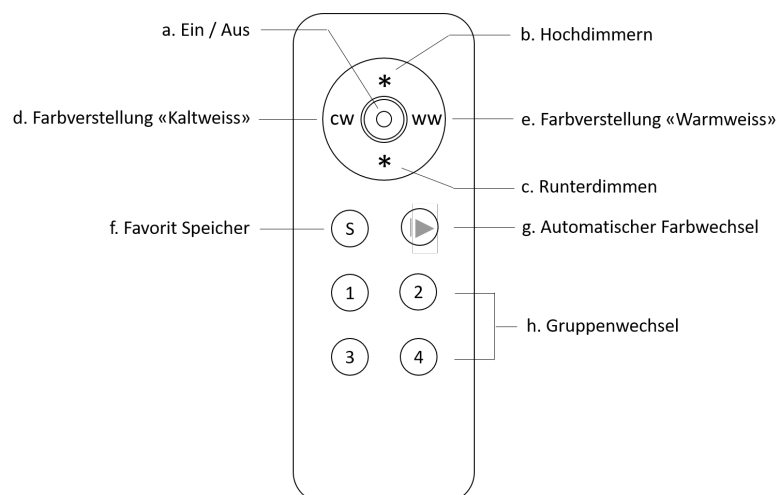 a. Ein / Aus
b. Hochdimmern
*
d. Farbverstellung «Kaltweiss»
cw
ww
e. Farbverstellung «Warmweiss»
*
c. Runterdimmen
f. Favorit Speicher
S
g. Automatischer Farbwechsel
1
2
h. Gruppenwechsel
3
4